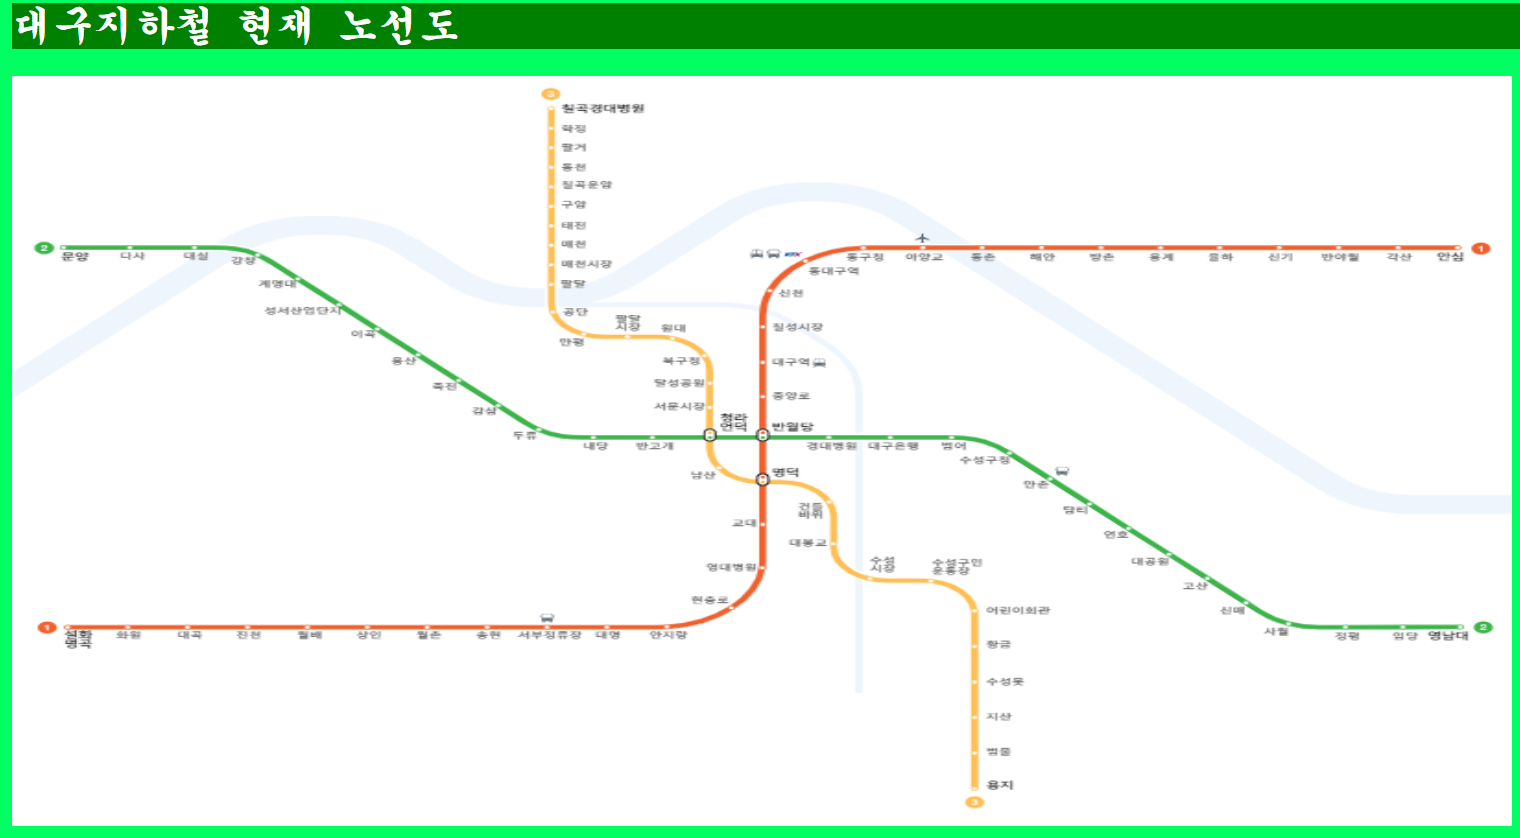 대구지하철 현재 노선도
3
칠곡경대병원
학정
팔거
동천
칠곡운암
구암
태전
매천
매천시장
팔달
공단
만평
팔달
시장
원대
북구청
달성공원
서문시장
청라
언덕
남산
명덕
건들
바위
대봉교
수성
시장
수성구민
운동장
어린이회관
황금
수성못
지산
범물
용지
3
2
문양
다사
대실
강창
계명대
성서산업단지
이곡
용산
죽전
감삼
두류
내당
반고개
반월당
경대병원
대구은행
범어
수성구청
만촌
담티
연호
대공원
고산
신매
사월
정평
임당
영남대
2
1
설화
명곡
화원
대곡
진천
월배
상인
월촌
송현
서부정류장
대명
안지랑
현충로
영대병원
교대
중앙로
대구역
칠성시장
신천
동대구역
KTX
동구청
아양교
동촌
해안
방촌
용계
율하
신기
반야월
각산
안심
1